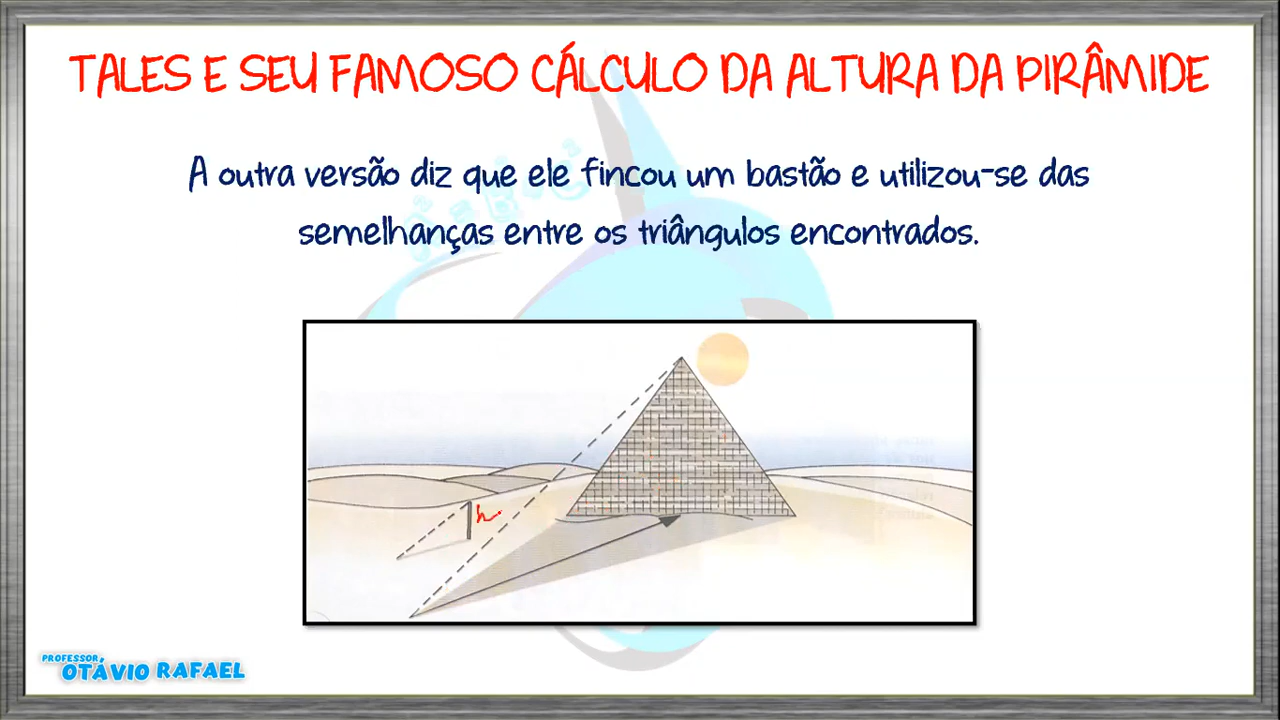 TALES E SEU FAMOSO CÁLCULO DA ALTURA DA PIRÂMIDE
A outra versão diz que ele fincou um bastão e utilizou-se das
semelhanças entre os triângulos encontrados.
h
PROFESSOR
OTÁVIO RAFAEL